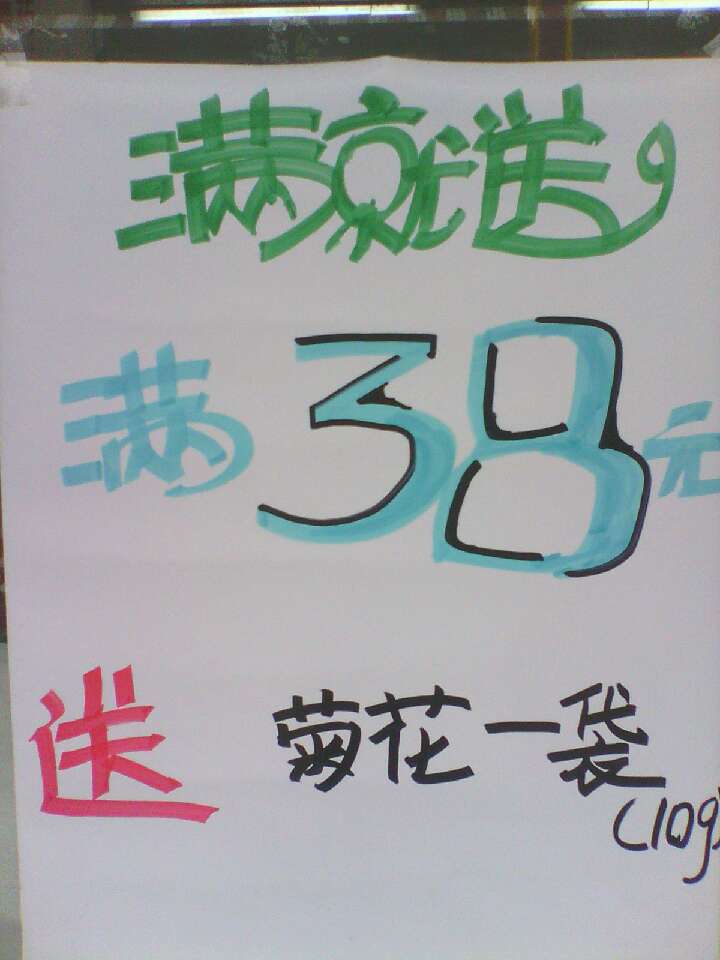 满就送
满38元
送 菊花一袋
(10g)